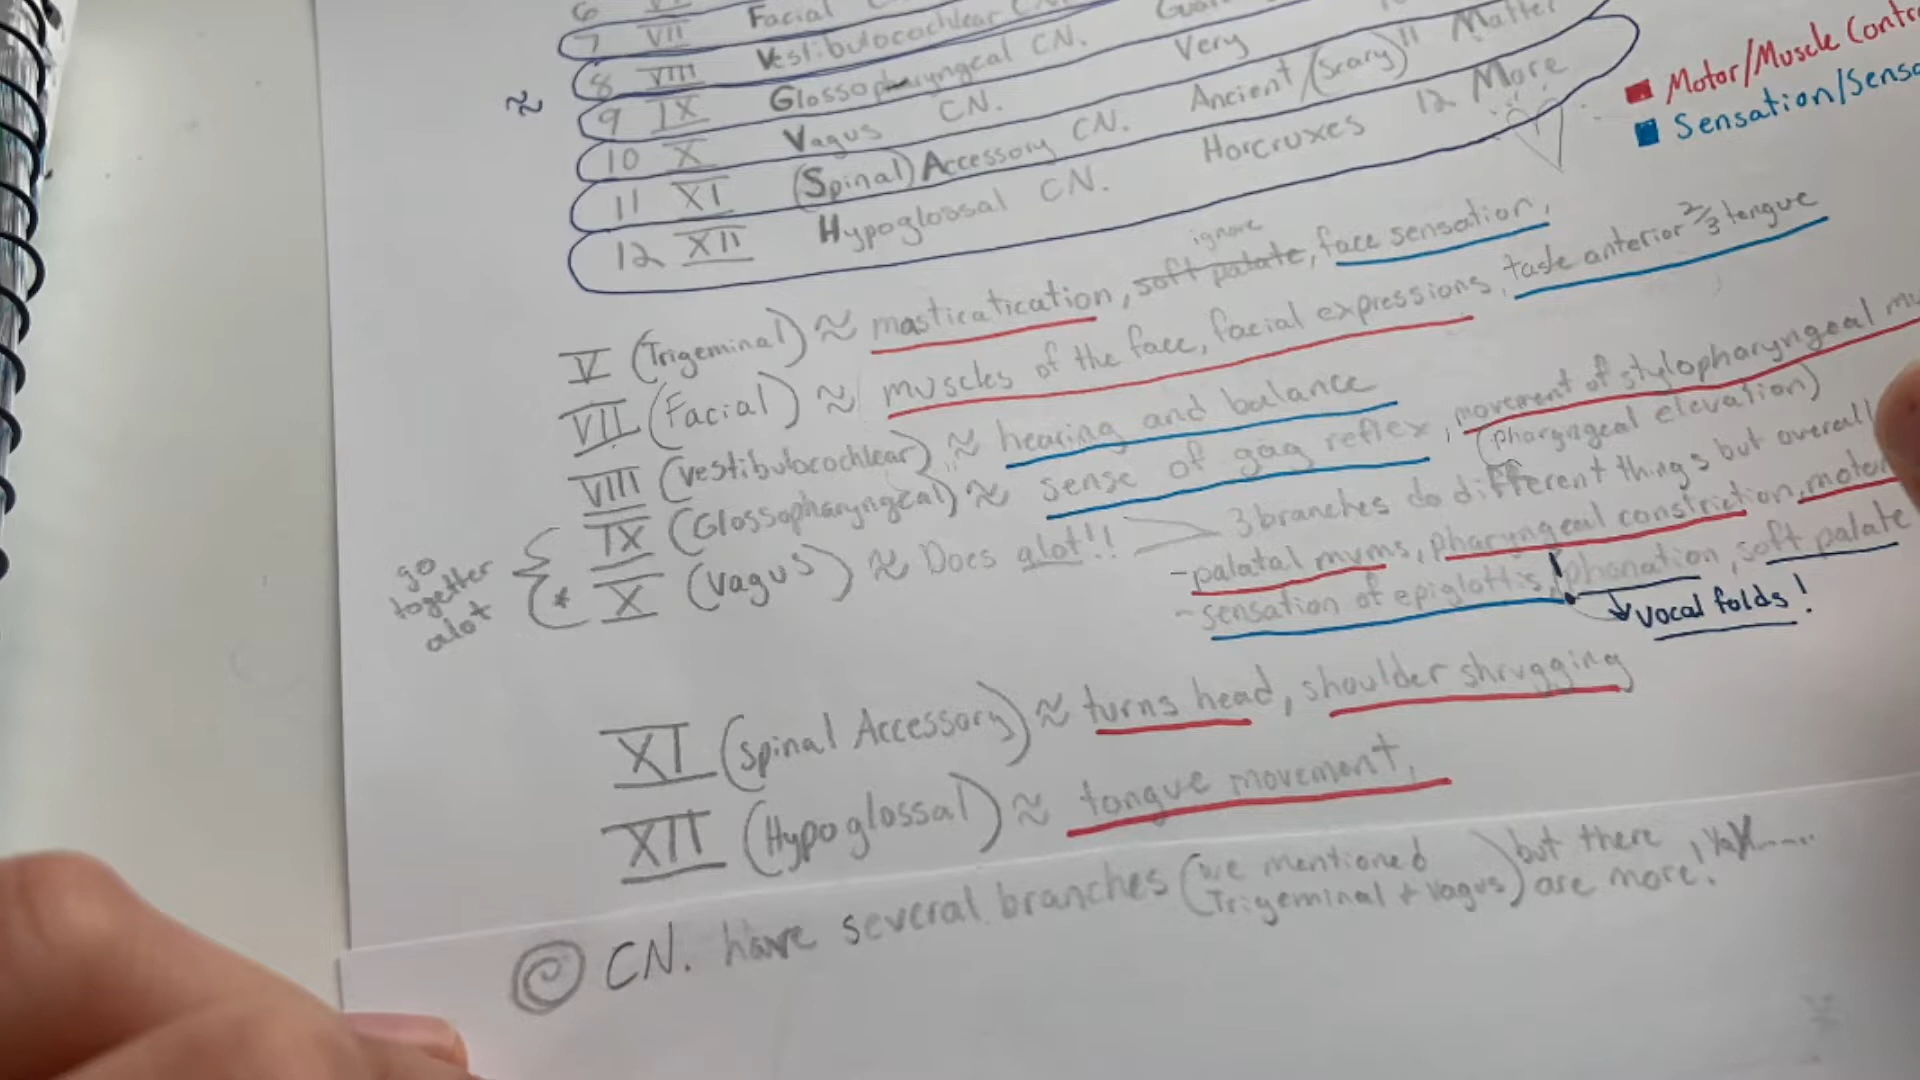 6 VI Facial
7 VII Vestibulocochlear CN.
8 VIII Glossopharyngeal CN. Very Matter
9 IX Vagus CN. Ancient/(Scary)" 12 More
10 X (Spinal) Accessory CN. Horcruxes
11 XI Hypoglossal CN.
12 XII
≈
Motor/Muscle
Sensation/
V (Trigeminal) ≈ masticatication, soft palate, face sensation,
ignore
VII (Facial) ≈ muscles of the face, facial expressions, taste anterior 2/3 tongue
VIII (Vestibulocochlear) ≈ hearing and balance
IX (Glossopharyngeal) ≈ sense of gag reflex, movement of stylopharyngeal
(pharyngeal elevation)
go together alot
* X (Vagus) ≈ Does alot!! 3 branches do different things but overall
- palatal mvms, pharyngeal constriction, motor
- sensation of epiglottis, phonation, soft palate
vocal folds!
XI (Spinal Accessory) ≈ turns head, shoulder shrugging
XII (Hypoglossal) ≈ tongue movement.
CN. have several branches (we mentioned Trigeminal + vagus) but there are more!